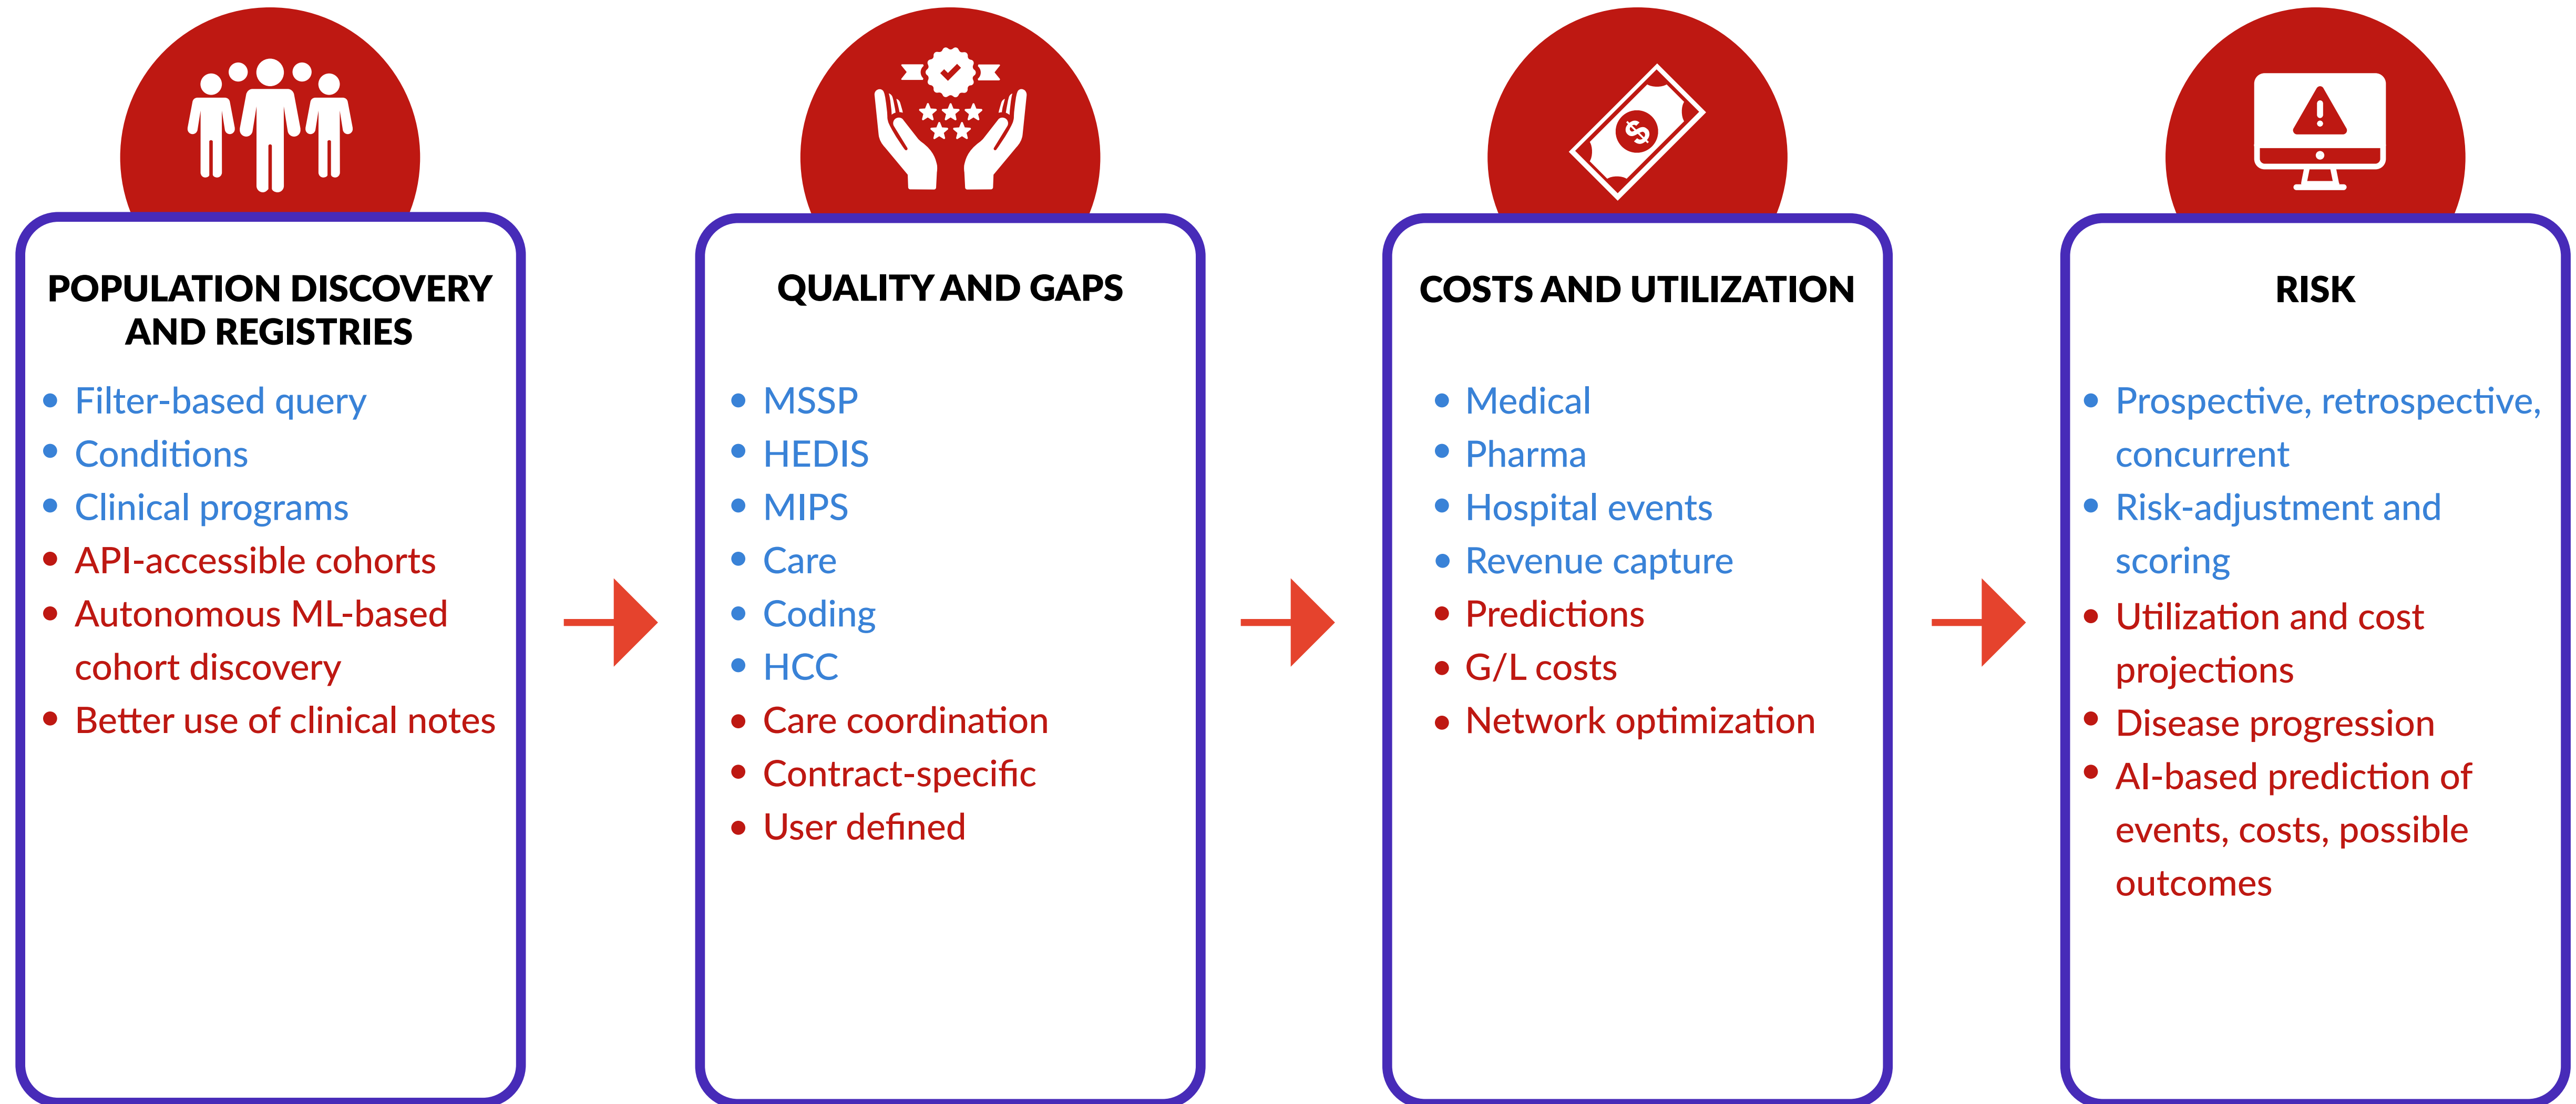 POPULATION DISCOVERY
AND REGISTRIES
• Filter-based query
• Conditions
• Clinical programs
• API-accessible cohorts
• Autonomous ML-based
cohort discovery
• Better use of clinical notes
QUALITY AND GAPS
• MSSP
• HEDIS
• MIPS
• Care
• Coding
• HCC
• Care coordination
• Contract-specific
• User defined
COSTS AND UTILIZATION
• Medical
• Pharma
• Hospital events
• Revenue capture
• Predictions
• G/L costs
• Network optimization
RISK
• Prospective, retrospective,
concurrent
• Risk-adjustment and
scoring
• Utilization and cost
projections
• Disease progression
• AI-based prediction of
events, costs, possible
outcomes